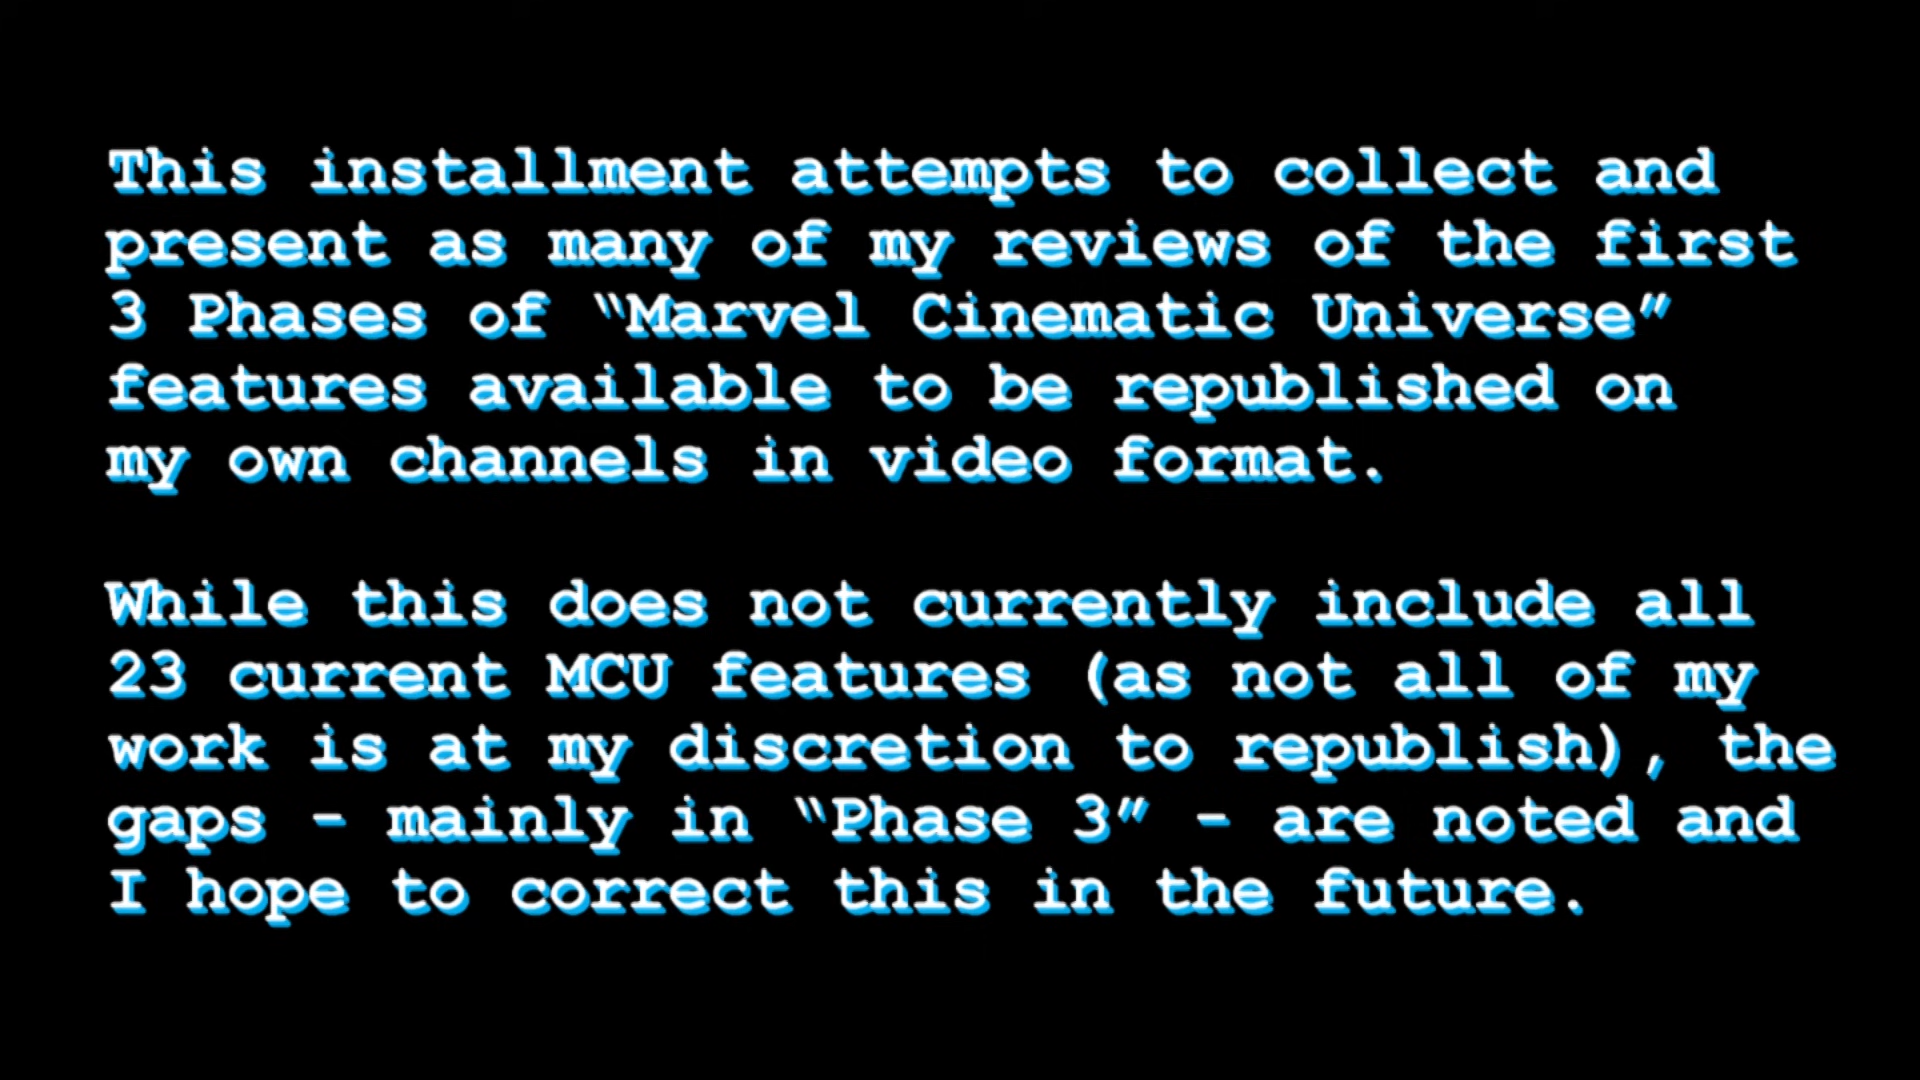 This installment attempts to collect and
present as many of my reviews of the first
3 Phases of “Marvel Cinematic Universe”
features available to be republished on
my own channels in video format.
While this does not currently include all
23 current MCU features (as not all of my
work is at my discretion to republish), the
gaps - mainly in “Phase 3” - are noted and
I hope to correct this in the future.